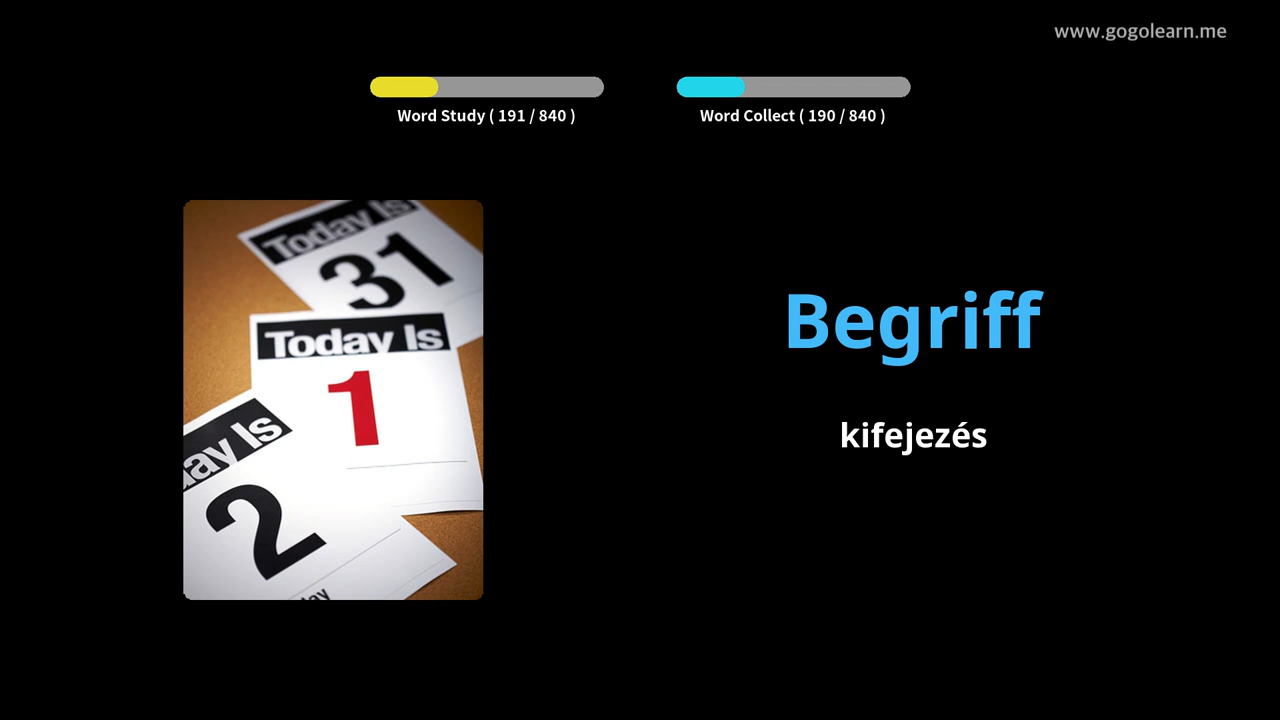 www.gogolearn.me
Word Study ( 191 / 840 )
Word Collect ( 190 / 840 )
Today Is
31
Today Is
1
ay Is
2
Begriff
kifejezés